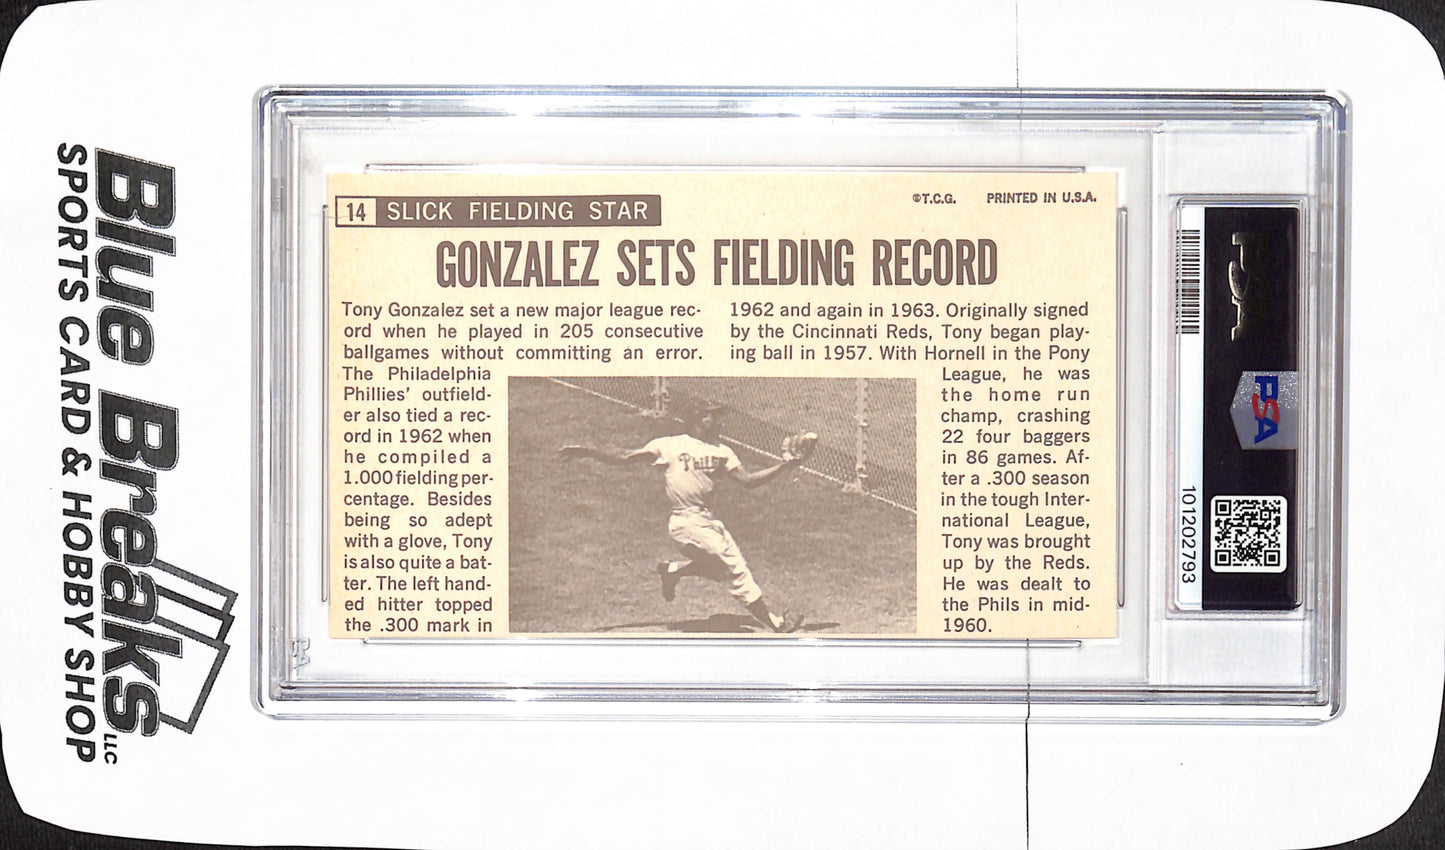 Blue Breaks LLC
SPORTS CARD & HOBBY SHOP
14 SLICK FIELDING STAR
©T.C.G. PRINTED IN U.S.A.
GONZALEZ SETS FIELDING RECORD
Tony Gonzalez set a new major league rec-
ord when he played in 205 consecutive
ballgames without committing an error.
The Philadelphia
Phillies' outfield-
er also tied a rec-
ord in 1962 when
he compiled a
1.000 fielding per-
centage. Besides
being so adept
with a glove, Tony
is also quite a bat-
ter. The left hand-
ed hitter topped
the .300 mark in
1962 and again in 1963. Originally signed
by the Cincinnati Reds, Tony began play-
ing ball in 1957. With Hornell in the Pony
League, he was
the home run
champ, crashing
22 four baggers
in 86 games. Af-
ter a .300 season
in the tough Inter-
national League,
Tony was brought
up by the Reds.
He was dealt to
the Phils in mid-
1960.
Phils
PSA
PSA
101202793